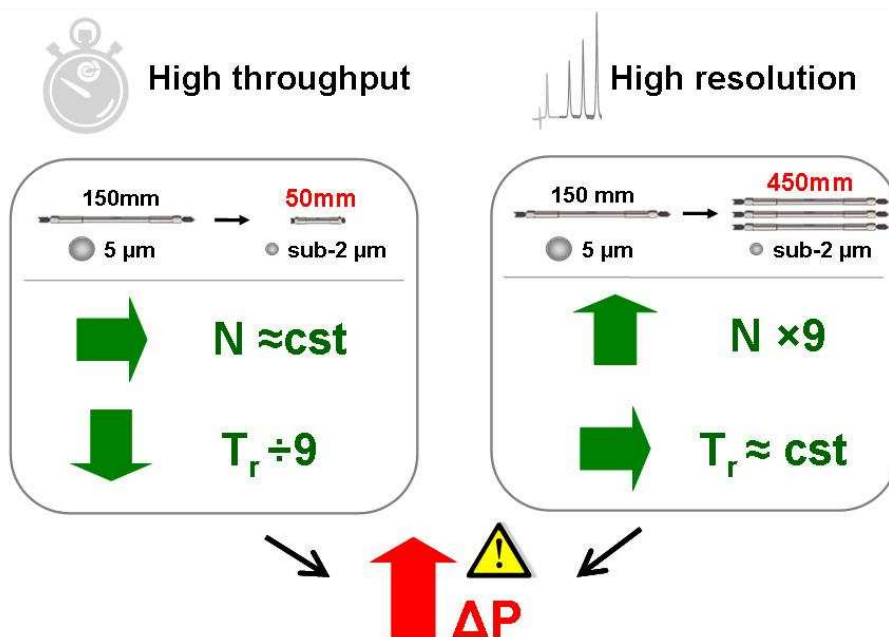 High throughput
150mm
50mm
5 µm
sub-2 µm
N ≈cst
Tr ÷9
High resolution
150 mm
450mm
5 µm
sub-2 µm
N ×9
Tr ≈ cst
!
ΔP